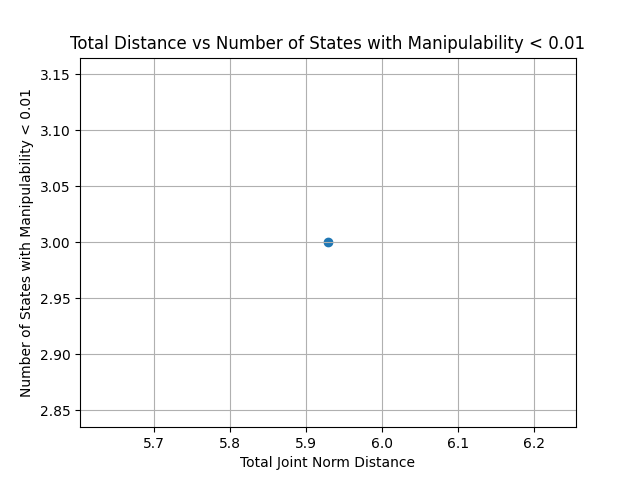 Total Distance vs Number of States with Manipulability < 0.01
3.15
3.10
3.05
3.00
2.95
2.90
2.85
Number of States with Manipulability < 0.01
5.7 5.8 5.9 6.0 6.1 6.2
Total Joint Norm Distance